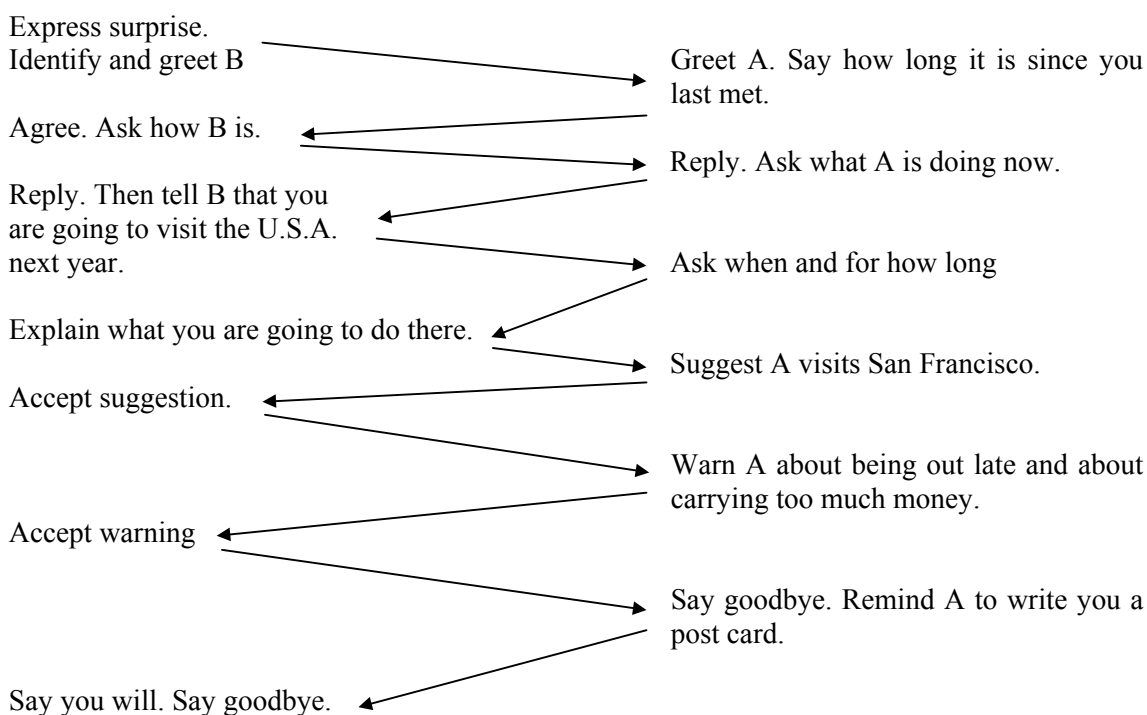 Express surprise.
Identify and greet B
Greet A. Say how long it is since you
last met.
Agree. Ask how B is.
Reply. Ask what A is doing now.
Reply. Then tell B that you
are going to visit the U.S.A.
next year.
Ask when and for how long
Explain what you are going to do there.
Suggest A visits San Francisco.
Accept suggestion.
Warn A about being out late and about
carrying too much money.
Accept warning
Say goodbye. Remind A to write you a
post card.
Say you will. Say goodbye.